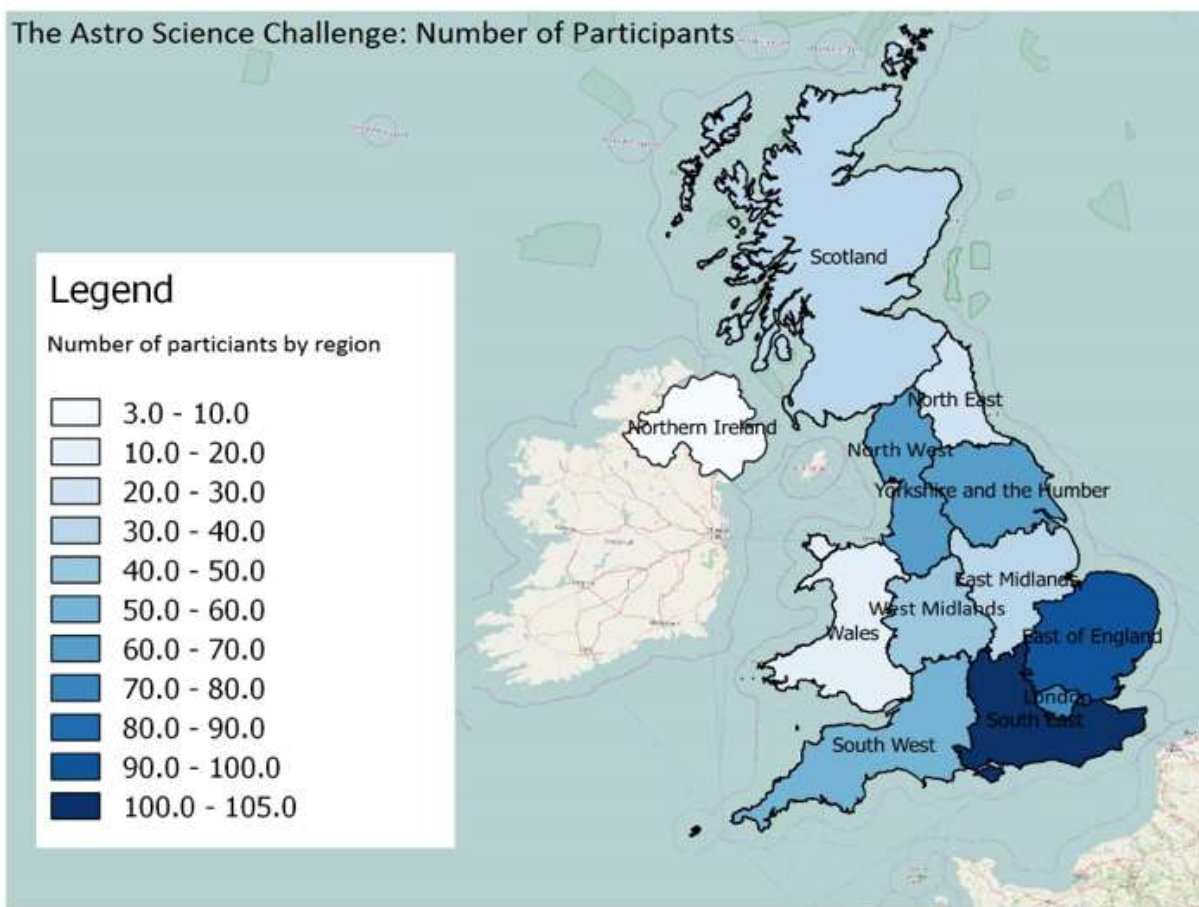 The Astro Science Challenge: Number of Participants
Scotland
Legend
Number of particiants by region
North East
3.0 - 10.0
Northern Ireland
10.0 - 20.0
North West
20.0 - 30.0
Yorkshire and the Humber
30.0 - 40.0
40.0 - 50.0
East Midlands
50.0 - 60.0
West Midlands
Wales
East of England
60.0 - 70.0
70.0 - 80.0
London
South East
80.0 - 90.0
South West
90.0 - 100.0
100.0 - 105.0